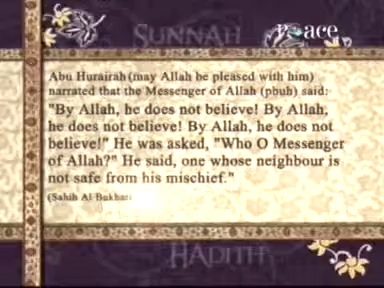 SUNNAH
Peace
Abu Hurairah (may Allah be pleased with him)
narrated that the Messenger of Allah (pbuh) said:
"By Allah, he does not believe! By Allah,
he does not believe! By Allah, he does not
believe!" He was asked, "Who O Messenger
of Allah?" He said, one whose neighbour is
not safe from his mischief."
(Sahih Al Bukhari
HADITH